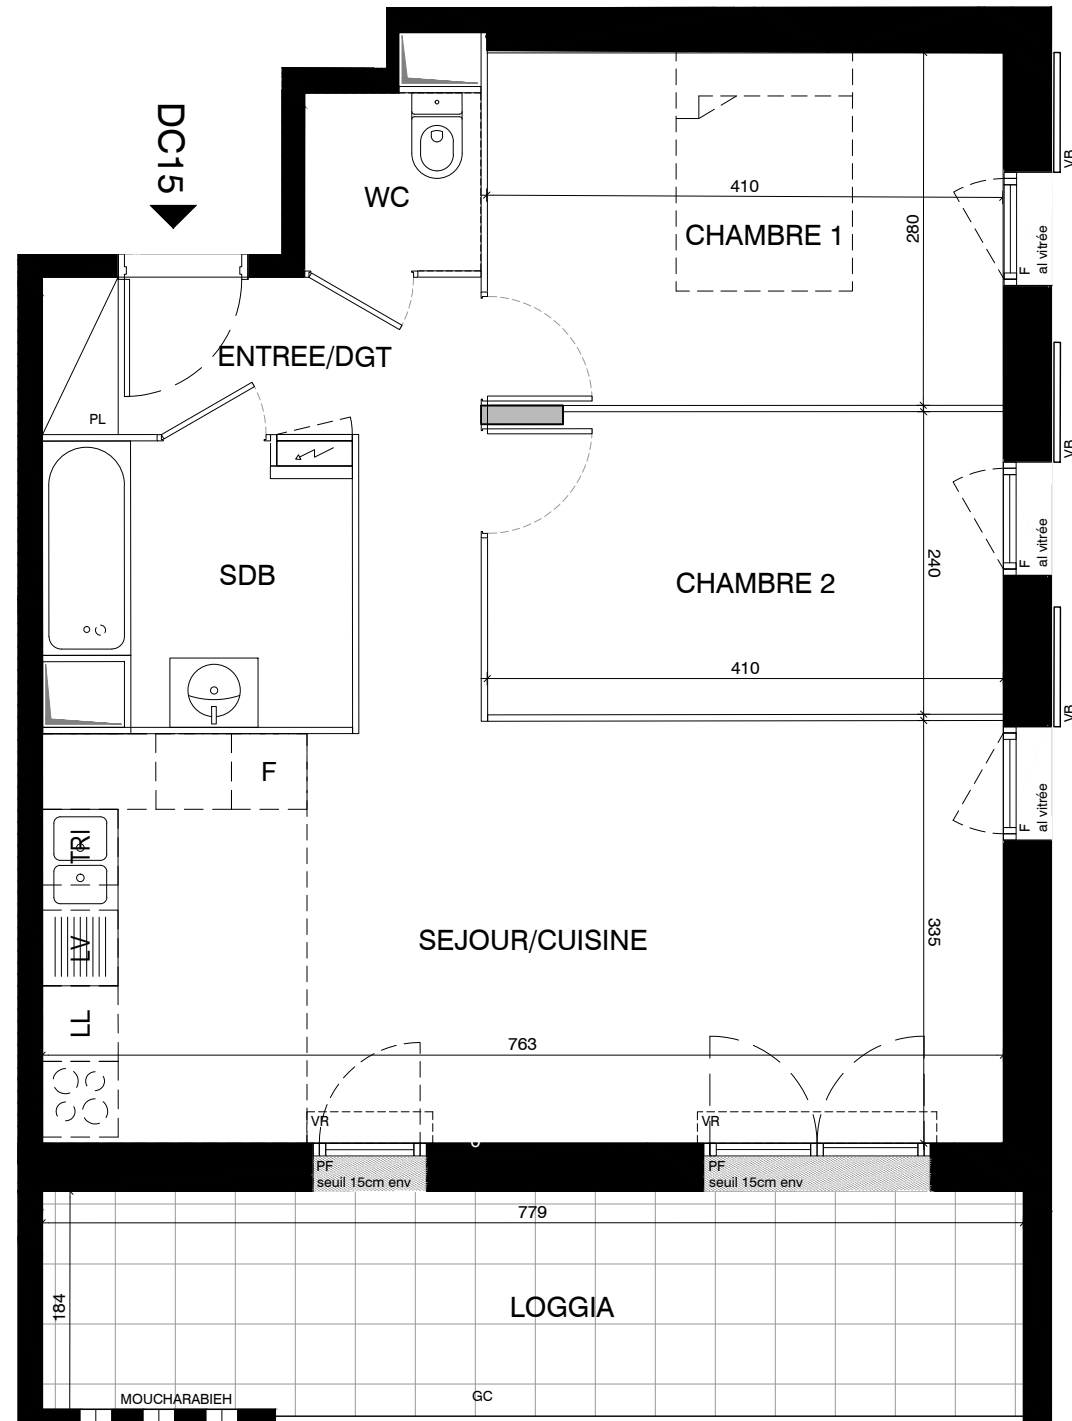 DC15
WC
410
CHAMBRE 1
280
VR
F
al vitrée
ENTREE/DGT
PL
VR
F
al vitrée
SDB
CHAMBRE 2
240
410
VR
F
al vitrée
F
TRI
LV
LL
SEJOUR/CUISINE
335
763
VR
VR
PF
seuil 15cm env
PF
seuil 15cm env
779
184
LOGGIA
MOUCHARABIEH
GC